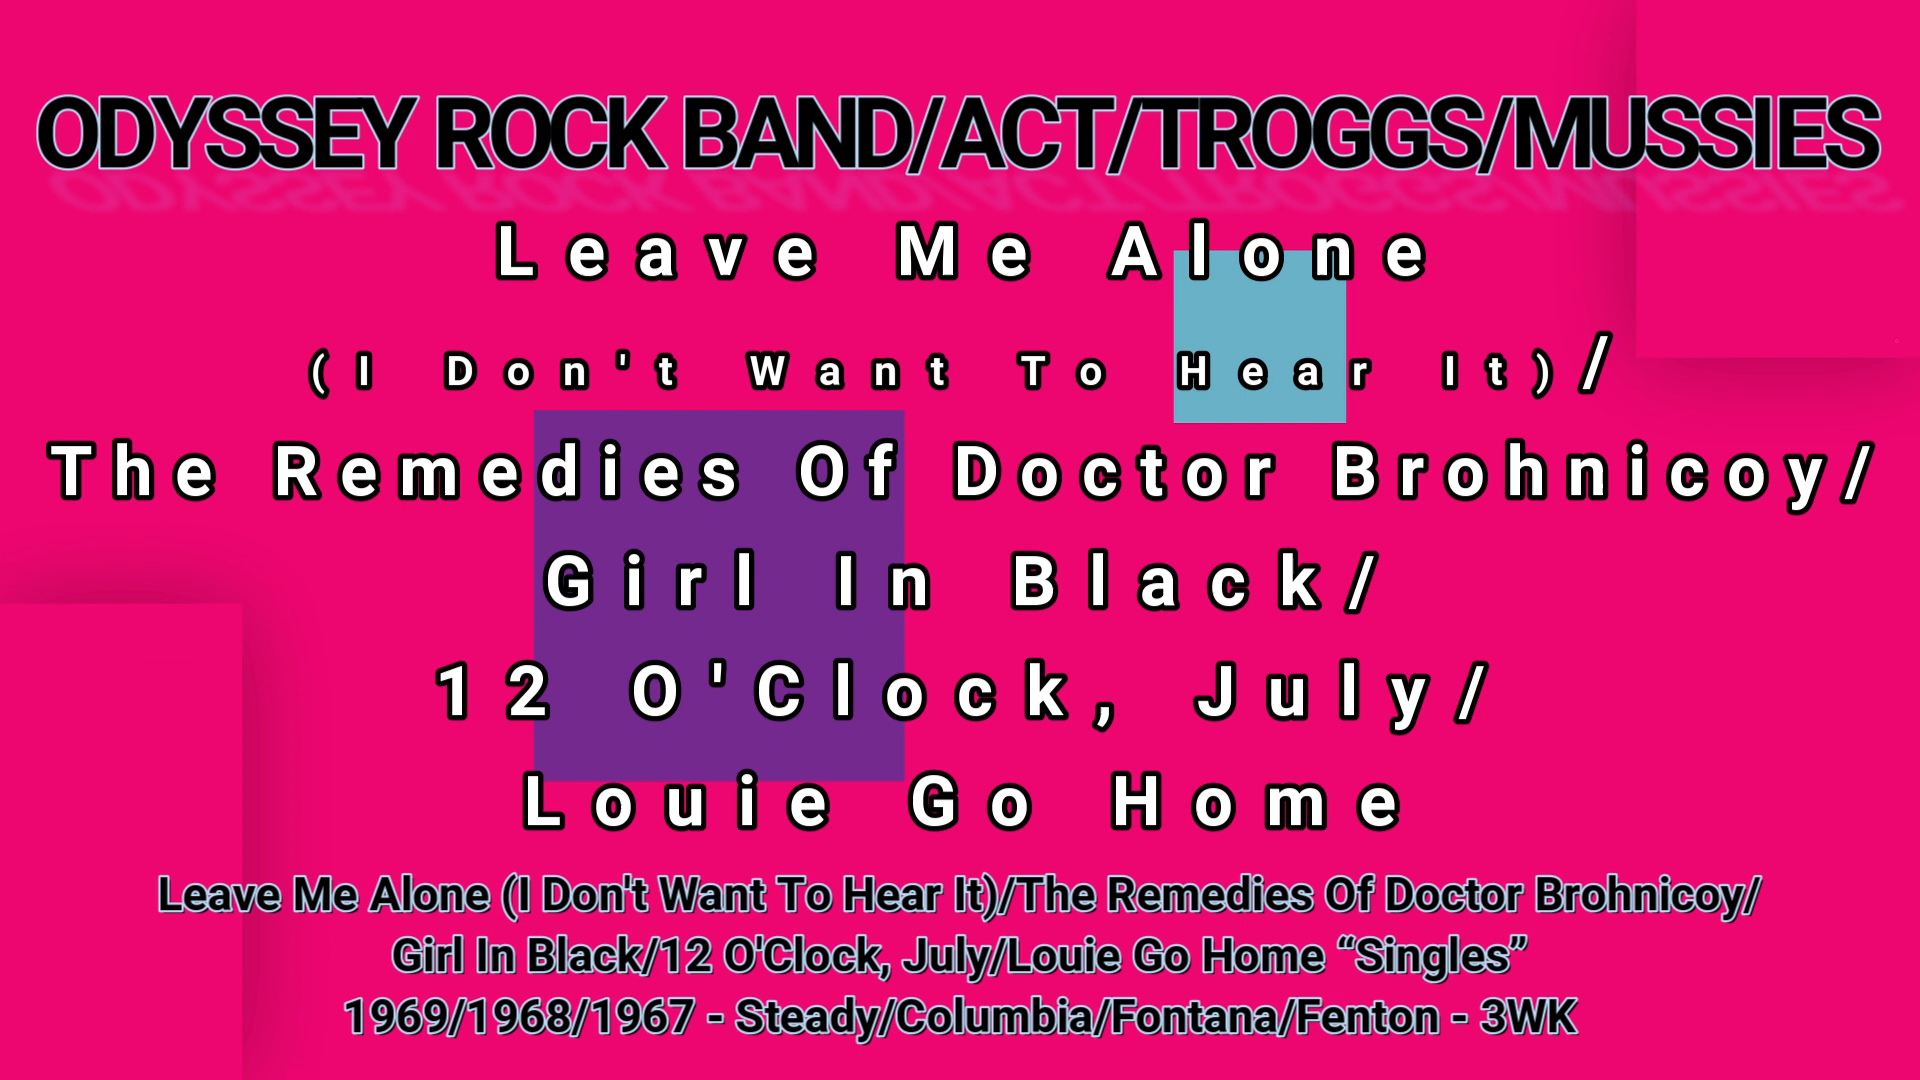 ODYSSEY ROCK BAND/ACT/TROGGS/MUSSIES
Leave Me Alone
(I Don't Want To Hear It)/
The Remedies Of Doctor Brohnicoy/
Girl In Black/
12 O'Clock, July/
Louie Go Home
Leave Me Alone (I Don't Want To Hear It)/The Remedies Of Doctor Brohnicoy/
Girl In Black/12 O'Clock, July/Louie Go Home “Singles”
1969/1968/1967 - Steady/Columbia/Fontana/Fenton - 3WK